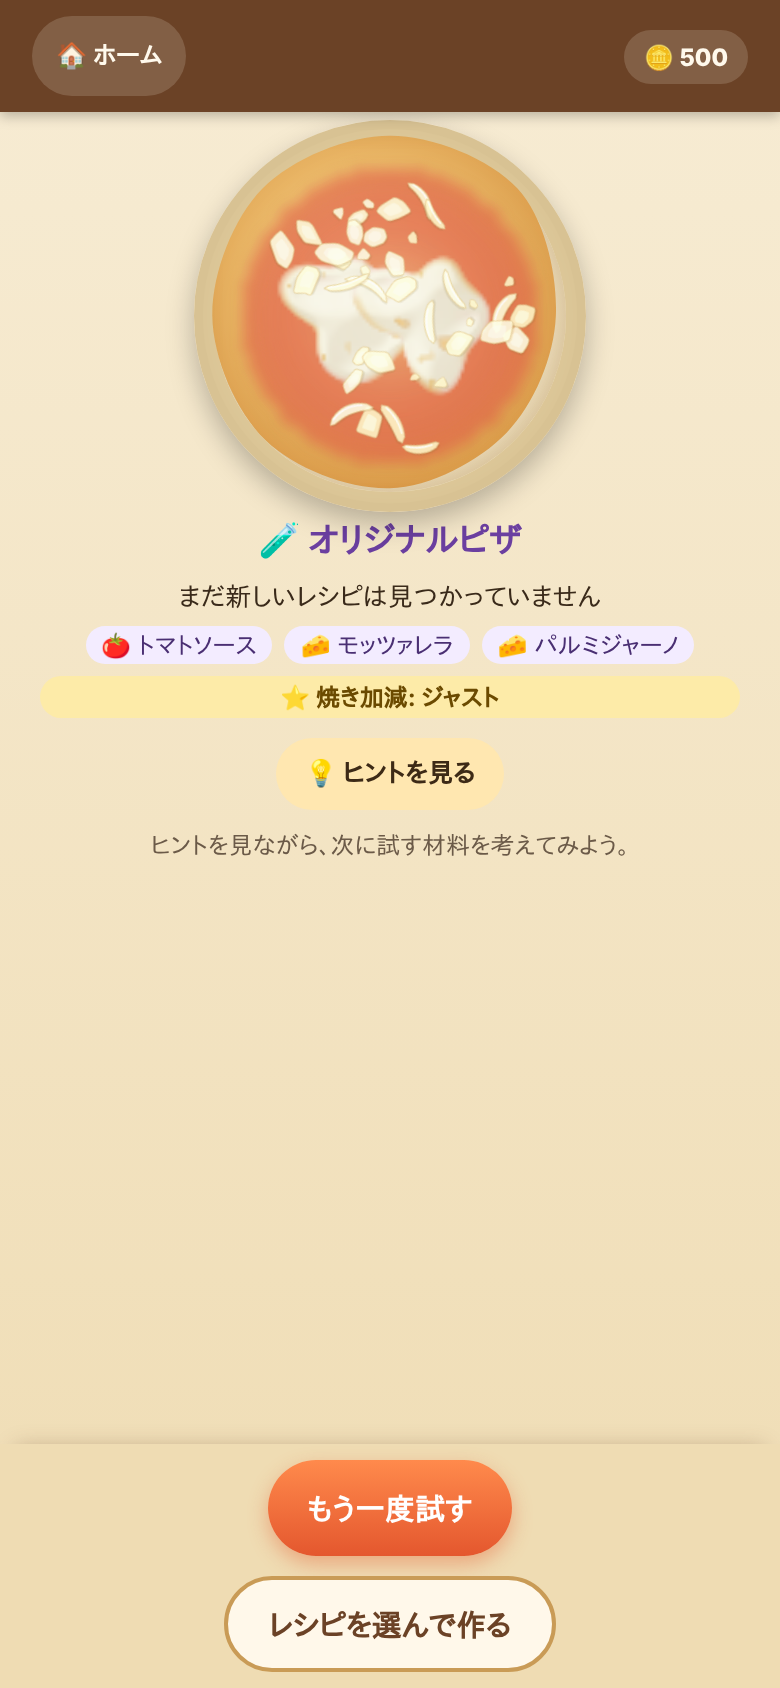 🏠 ホーム
🪙 500
🧪 オリジナルピザ
まだ新しいレシピは見つかっていません
🍅 トマトソース 🧀 モッツァレラ 🧀 パルミジャーノ
⭐ 焼き加減: ジャスト
💡 ヒントを見る
ヒントを見ながら、次に試す材料を考えてみよう。
もう一度試す
レシピを選んで作る